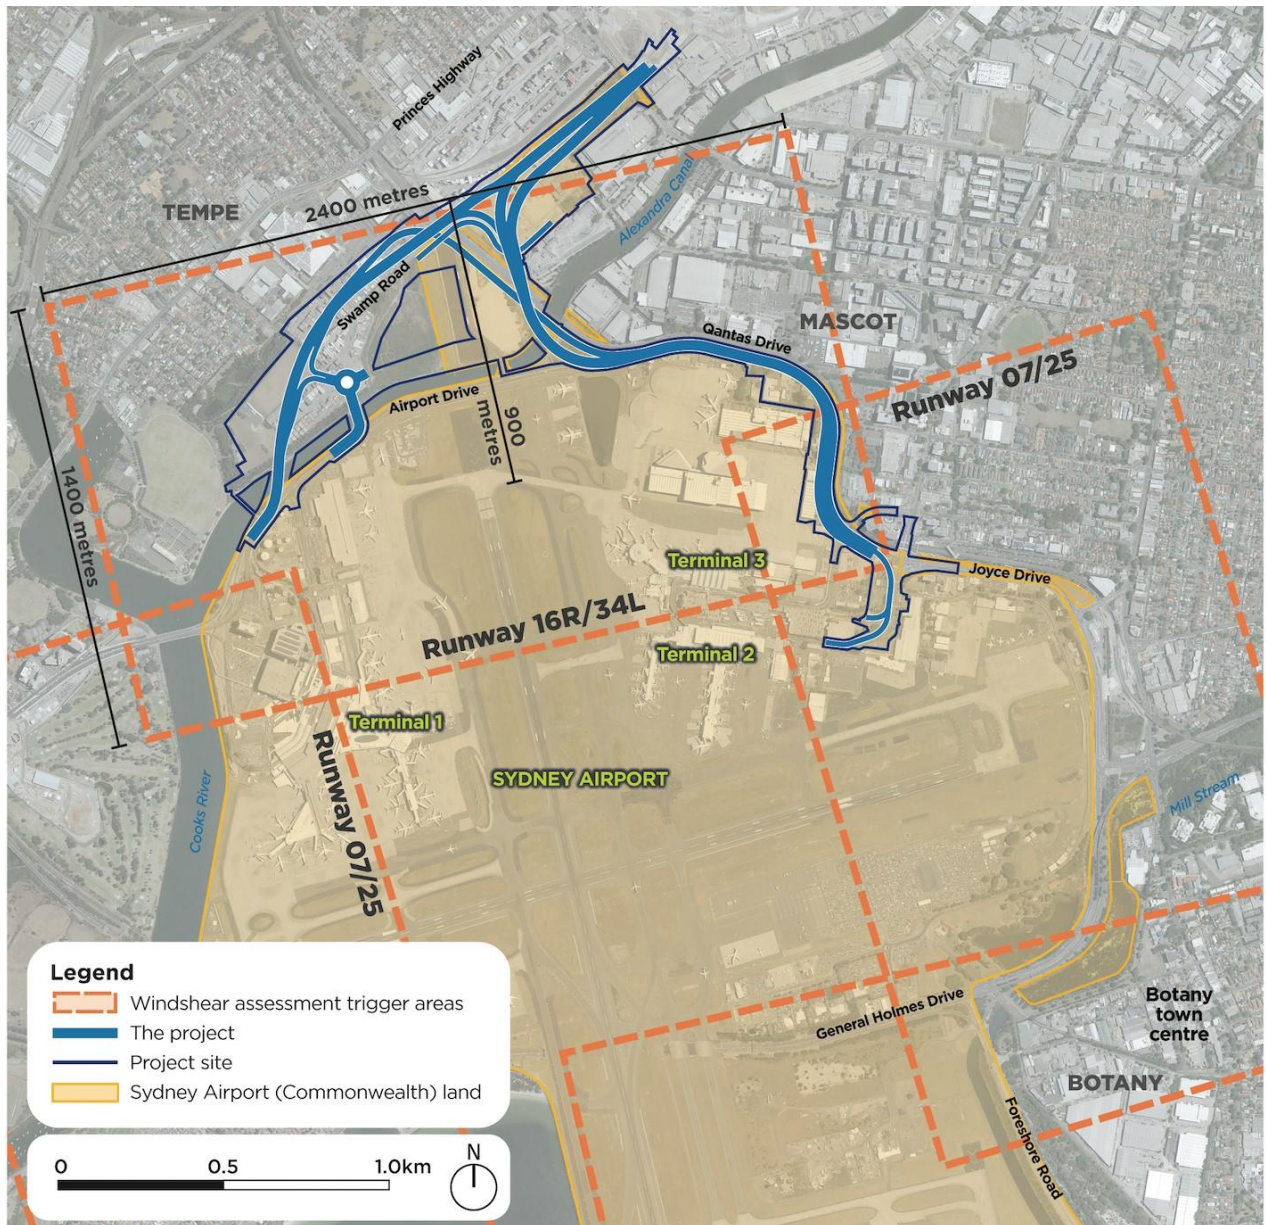 Princes Highway
TEMPE
2400 metres
Alexandra Canal
Swamp Road
MASCOT
Qantas Drive
Runway 07/25
Airport Drive
900
metres
1400 metres
Terminal 3
Joyce Drive
Runway 16R/34L
Terminal 2
Terminal 1
Runway 07/25
SYDNEY AIRPORT
Cooks River
Mill Stream
General Holmes Drive
Botany
town
centre
BOTANY
Foreshore Road
Legend
Windshear assessment trigger areas
The project
Project site
Sydney Airport (Commonwealth) land
0 0.5 1.0km
N